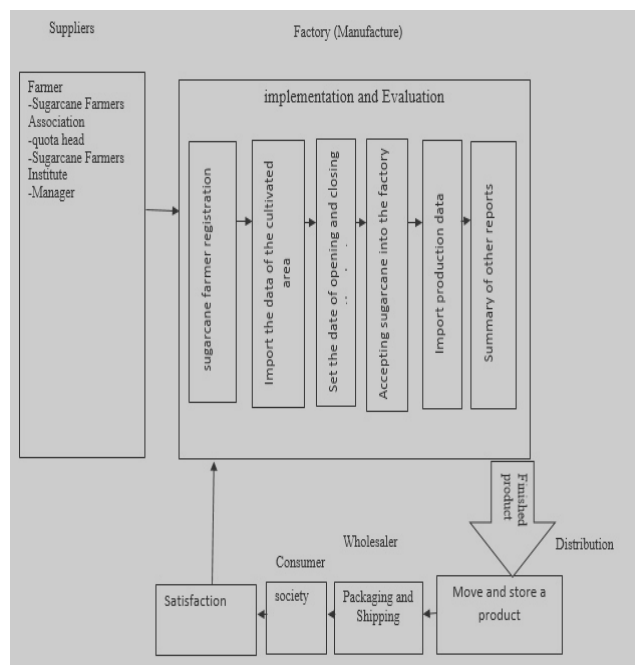 Suppliers
Factory (Manufacture)
Farmer
-Sugarcane Farmers
Association
-quota head
-Sugarcane Farmers
Institute
-Manager
implementation and Evaluation
sugarcane farmer registration
Import the data of the cultivated
area
Set the date of opening and closing
Accepting sugarcane into the factory
Import production data
Summary of other reports
Finished
product
Distribution
Wholesaler
Consumer
Satisfaction
society
Packaging and
Shipping
Move and store a
product